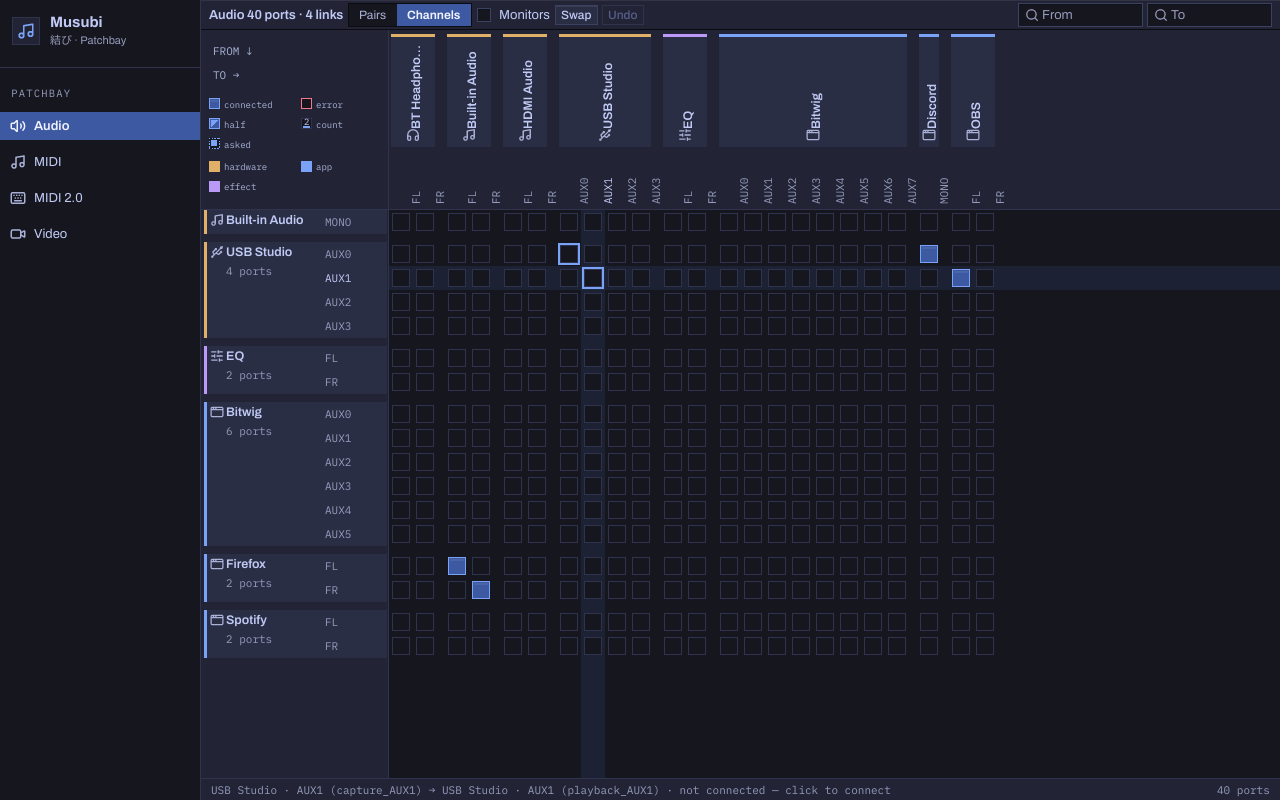 Musubi
結び · Patchbay
PATCHBAY
Audio
MIDI
MIDI 2.0
Video
Audio 40 ports · 4 links
Pairs
Channels
Monitors
Swap
Undo
From
To
FROM ↓
TO →
connected
error
half
2 count
asked
hardware
app
effect
BT Headpho…
Built-in Audio
HDMI Audio
USB Studio
EQ
Bitwig
Discord
OBS
FL FR FL FR FL FR AUX0 AUX1 AUX2 AUX3 FL FR AUX0 AUX1 AUX2 AUX3 AUX4 AUX5 AUX6 AUX7 MONO FL FR
Built-in Audio MONO
USB Studio AUX0
4 ports
AUX1
AUX2
AUX3
EQ FL
2 ports
FR
Bitwig AUX0
6 ports
AUX1
AUX2
AUX3
AUX4
AUX5
Firefox FL
2 ports
FR
Spotify FL
2 ports
FR
USB Studio · AUX1 (capture_AUX1) → USB Studio · AUX1 (playback_AUX1) · not connected — click to connect
40 ports